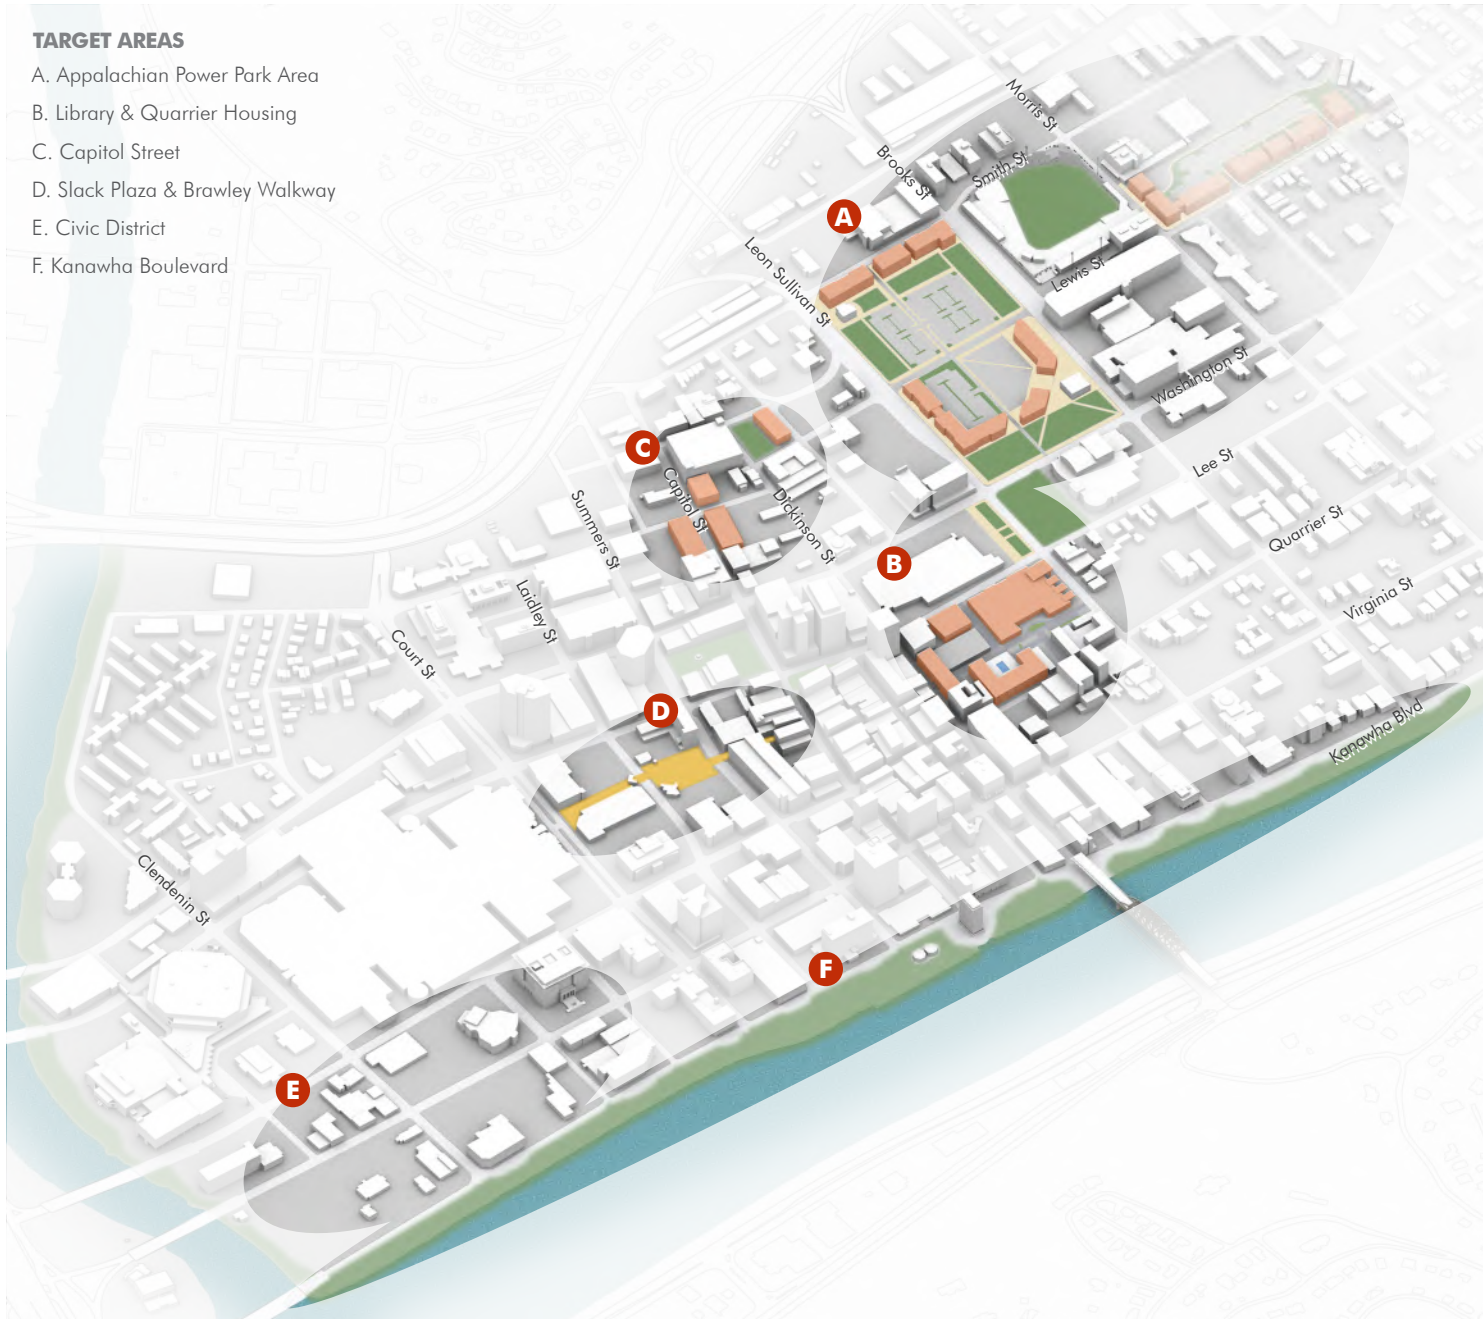 TARGET AREAS
A. Appalachian Power Park Area
B. Library & Quarrier Housing
C. Capitol Street
D. Slack Plaza & Brawley Walkway
E. Civic District
F. Kanawha Boulevard
Morris St
Brooks St
Smith St
A
Leon Sullivan St
Lewis St
Washington St
C
Capitol St
Dickinson St
Lee St
Summers St
Quarrier St
B
Laidley St
Virginia St
Court St
D
Kanawha Blvd
Clendenin St
F
E